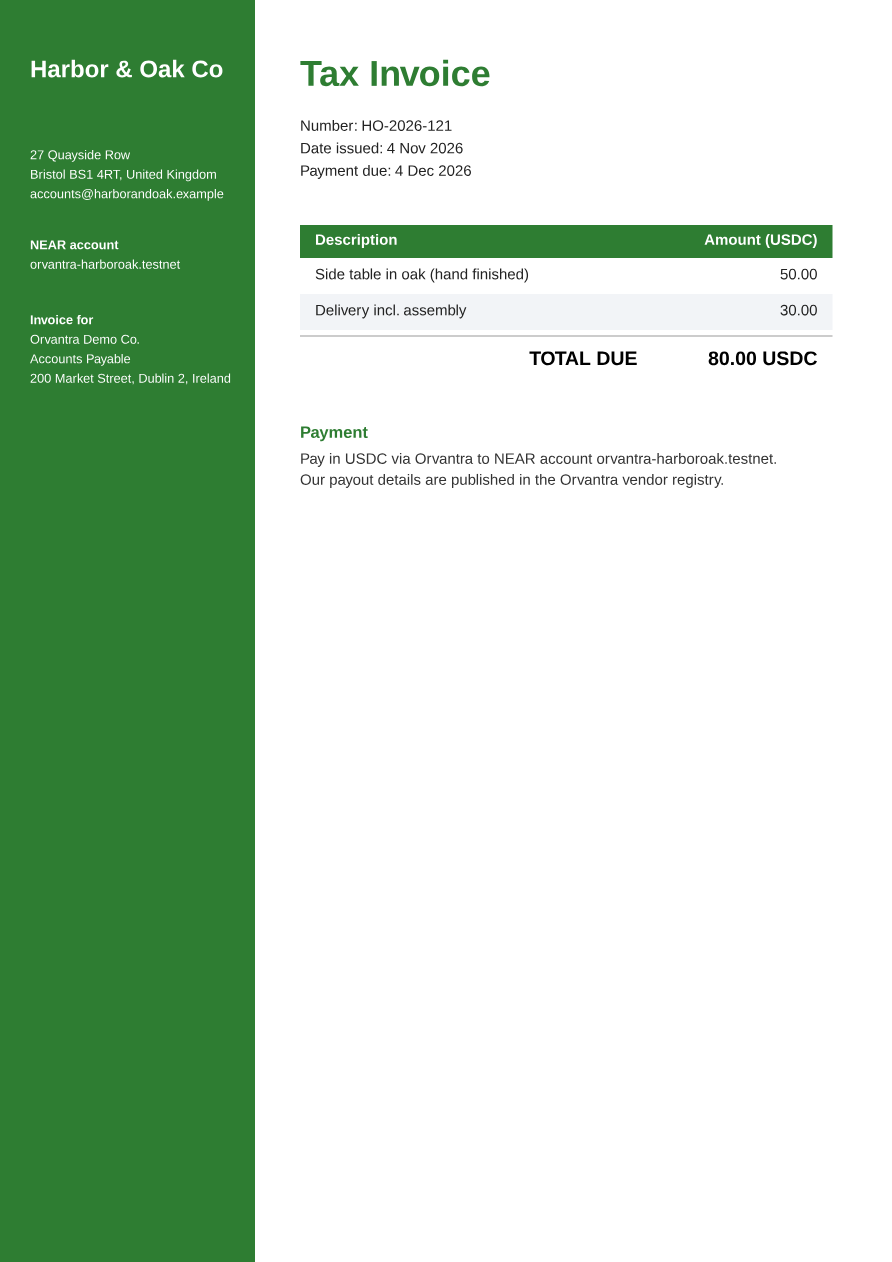 Harbor & Oak Co
27 Quayside Row
Bristol BS1 4RT, United Kingdom
accounts@harborandoak.example
NEAR account
orvantra-harboroak.testnet
Invoice for
Orvantra Demo Co.
Accounts Payable
200 Market Street, Dublin 2, Ireland
Tax Invoice
Number: HO-2026-121
Date issued: 4 Nov 2026
Payment due: 4 Dec 2026
Description Amount (USDC)
Side table in oak (hand finished) 50.00
Delivery incl. assembly 30.00
TOTAL DUE 80.00 USDC
Payment
Pay in USDC via Orvantra to NEAR account orvantra-harboroak.testnet.
Our payout details are published in the Orvantra vendor registry.